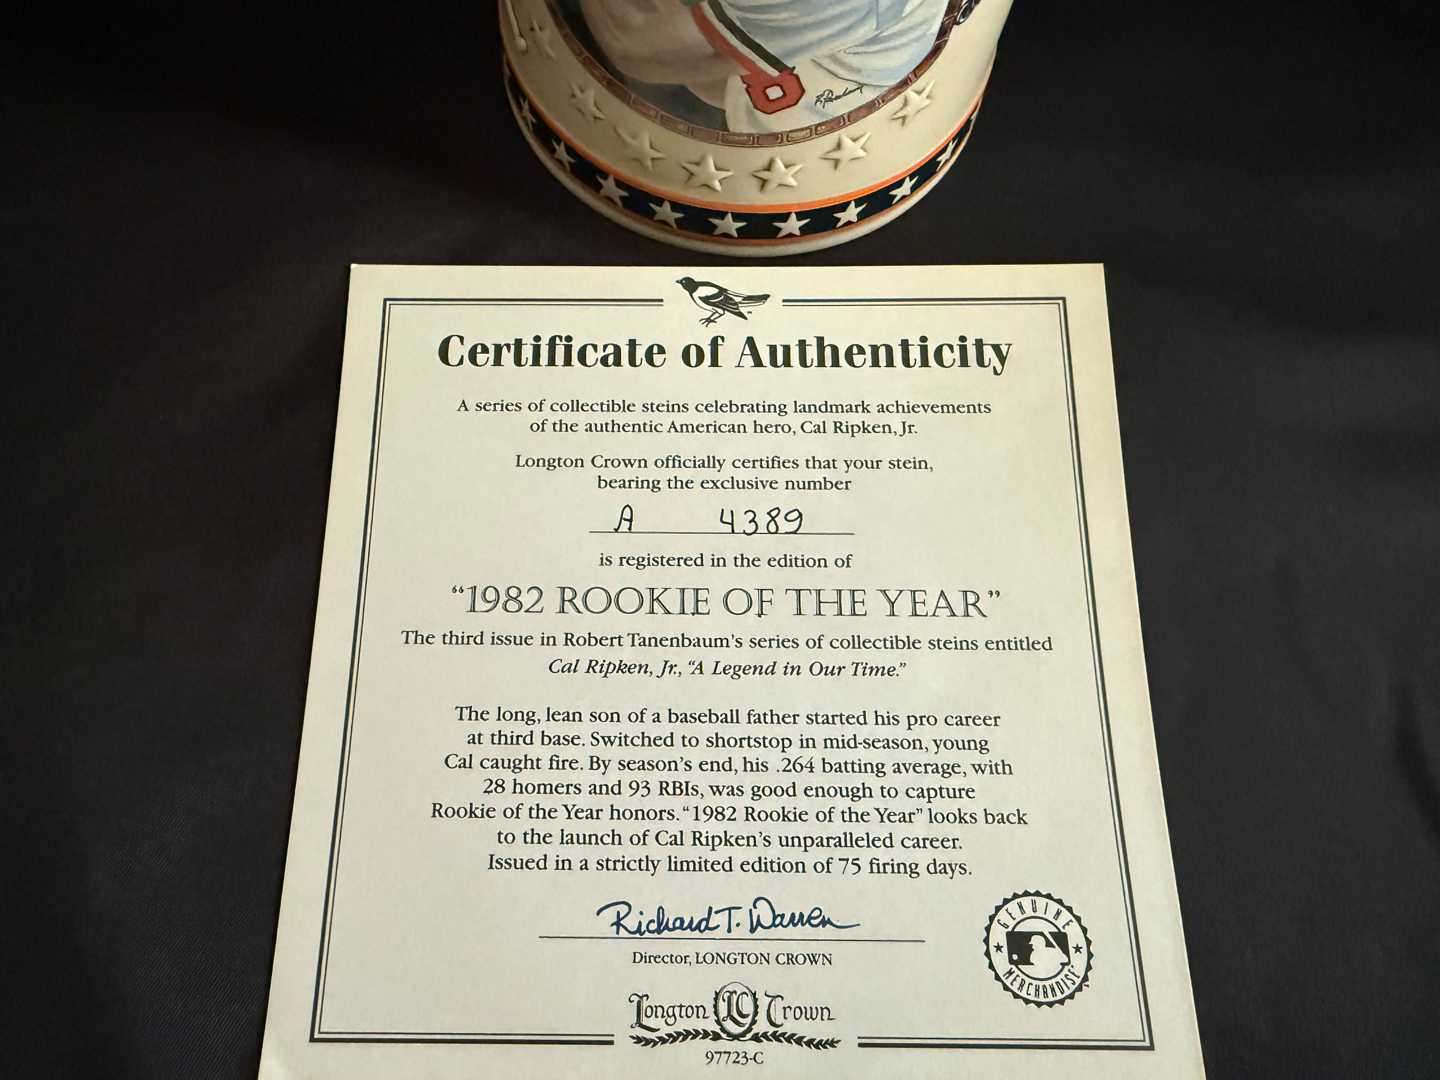 Certificate of Authenticity
A series of collectible steins celebrating landmark achievements
of the authentic American hero, Cal Ripken, Jr.
Longton Crown officially certifies that your stein,
bearing the exclusive number
A 4389
is registered in the edition of
“1982 ROOKIE OF THE YEAR”
The third issue in Robert Tanenbaum's series of collectible steins entitled
Cal Ripken, Jr., “A Legend in Our Time.”
The long, lean son of a baseball father started his pro career
at third base. Switched to shortstop in mid-season, young
Cal caught fire. By season's end, his .264 batting average, with
28 homers and 93 RBIs, was good enough to capture
Rookie of the Year honors. “1982 Rookie of the Year” looks back
to the launch of Cal Ripken's unparalleled career.
Issued in a strictly limited edition of 75 firing days.
Richard T. Warren
Director, LONGTON CROWN
GENUINE
MERCHANDISE
Longton LC Crown
97723-C